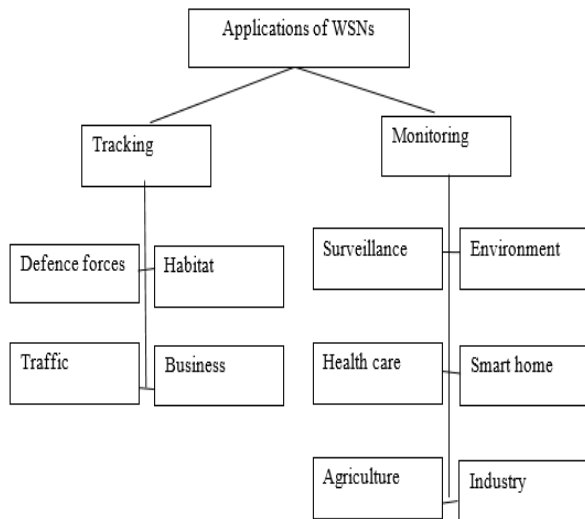 Applications of WSNs
Tracking
Monitoring
Defence forces
Habitat
Traffic
Business
Surveillance
Environment
Health care
Smart home
Agriculture
Industry